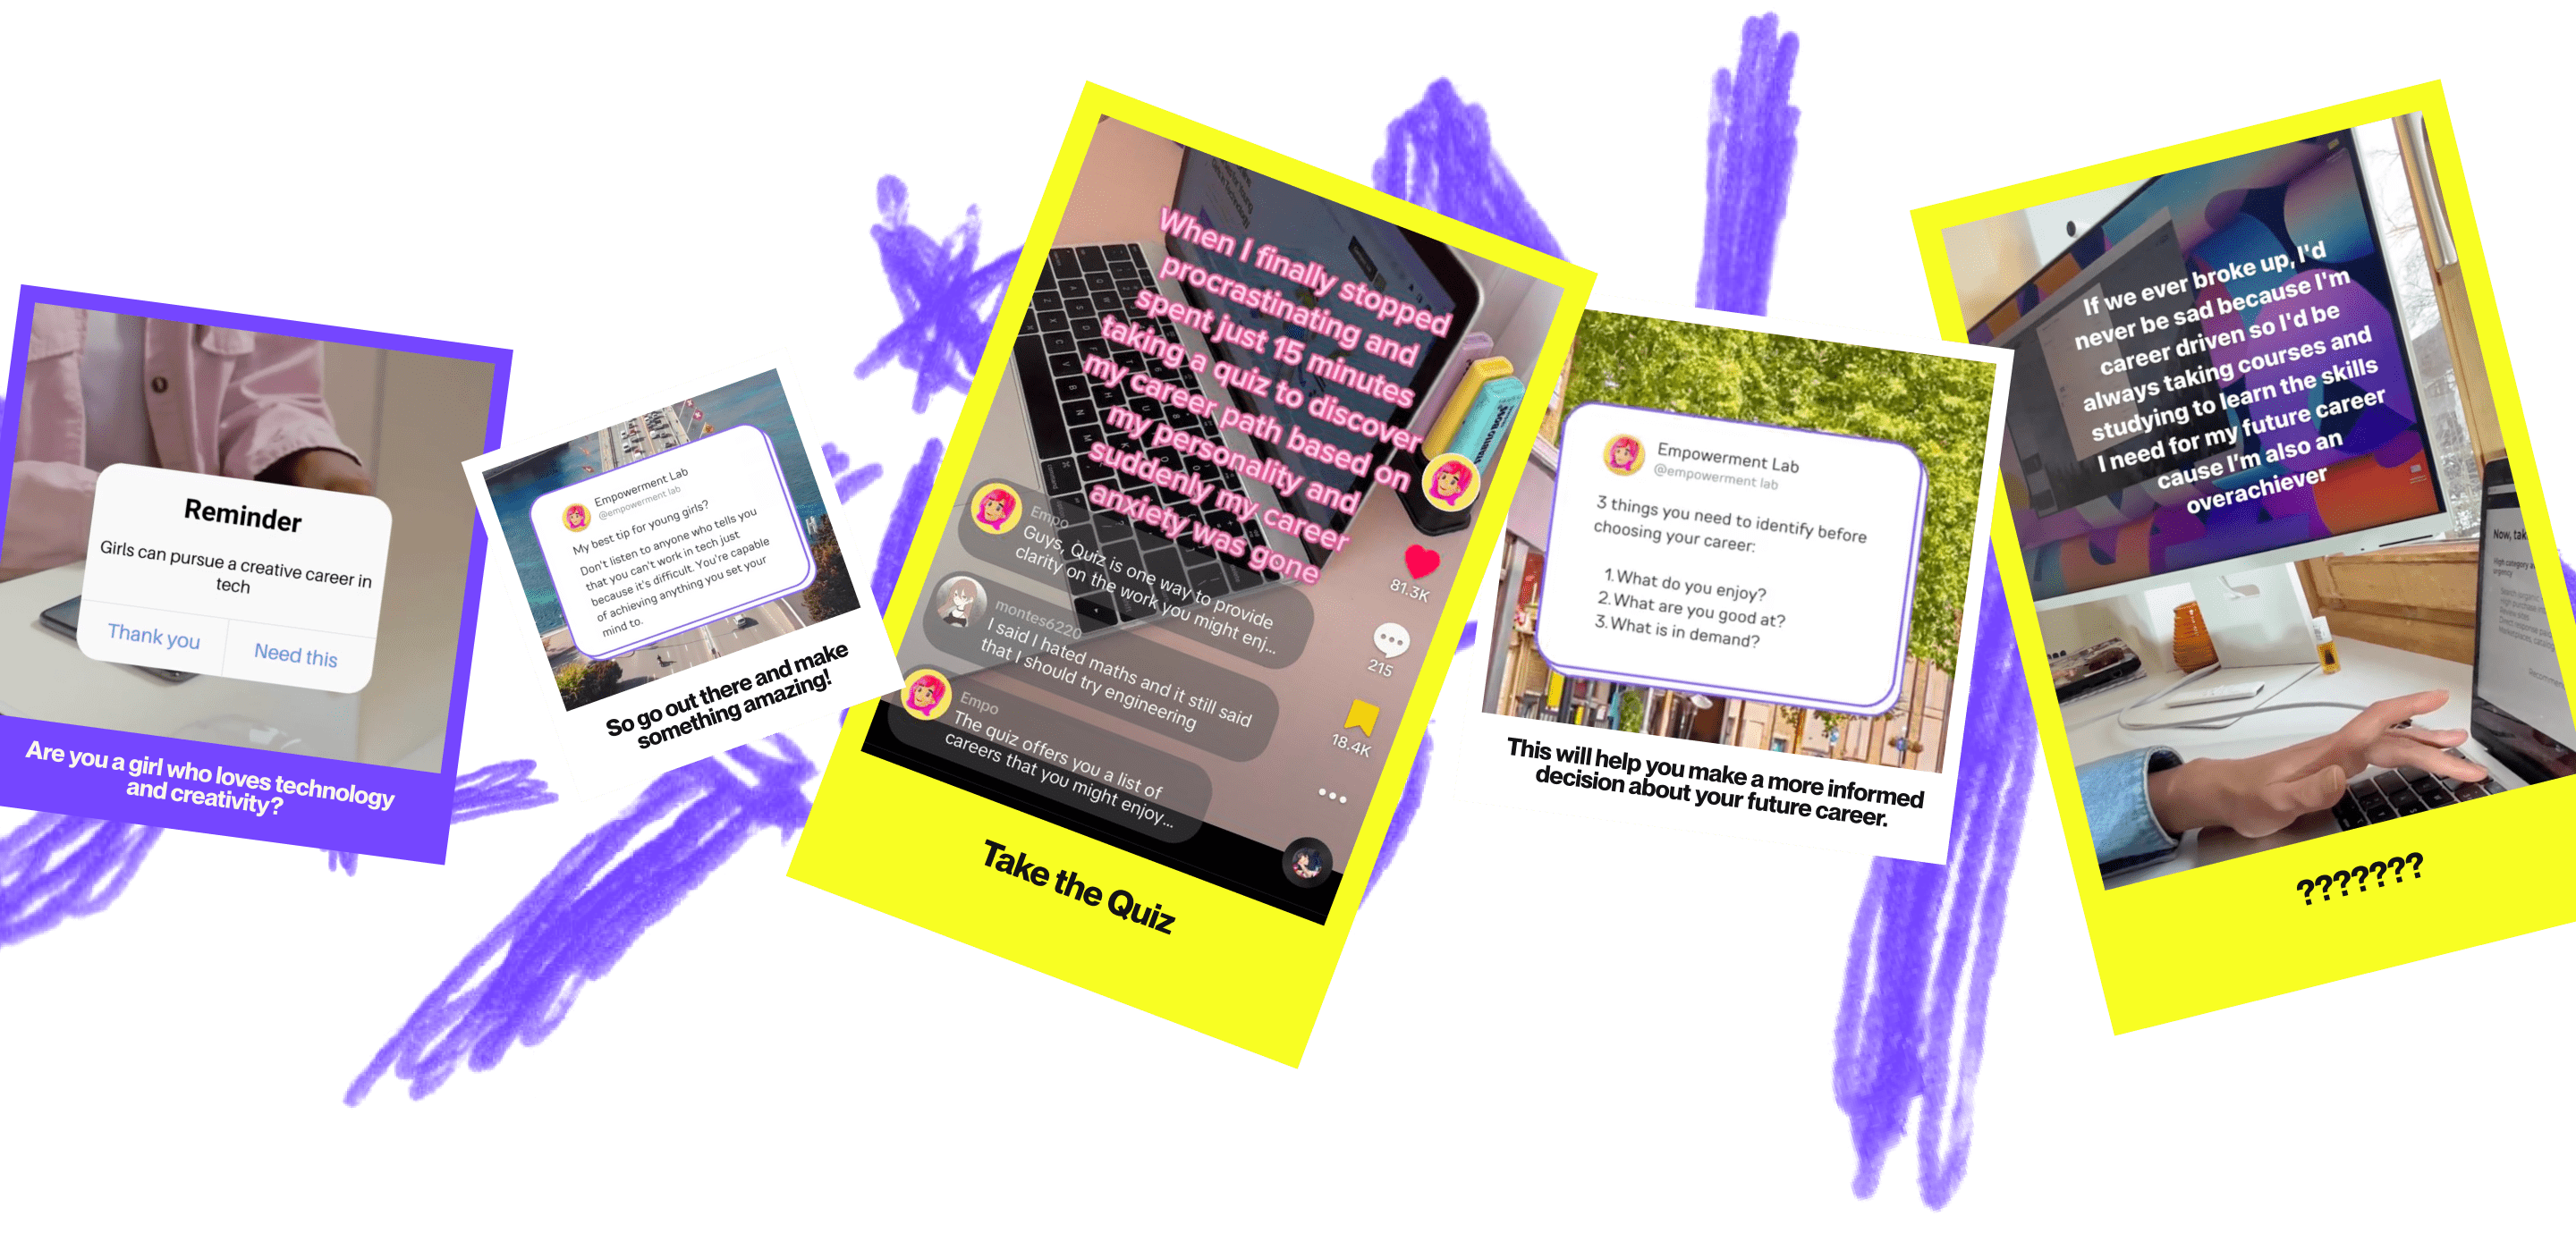 Reminder
Girls can pursue a creative career in
tech
Thank you
Need this
Are you a girl who loves technology
and creativity?
Empowerment Lab
@empowerment lab
My best tip for young girls?
Don't listen to anyone who tells you
that you can't work in tech just
because it's difficult. You're capable
of achieving anything you set your
mind to.
So go out there and make
something amazing!
When I finally stopped
procrastinating and
spent just 15 minutes
taking a quiz to discover
my career path based on
my personality and
suddenly my career
anxiety was gone
Empo
Guys, Quiz is one way to provide
clarity on the work you might enj...
montes6220
I said I hated maths and it still said
that I should try engineering
Empo
The quiz offers you a list of
careers that you might enjoy...
81.3K
215
18.4K
Take the Quiz
Empowerment Lab
@empowerment lab
3 things you need to identify before
choosing your career:
1. What do you enjoy?
2. What are you good at?
3. What is in demand?
This will help you make a more informed
decision about your future career.
If we ever broke up, I'd
never be sad because I'm
career driven so I'd be
always taking courses and
studying to learn the skills
I need for my future career
cause I'm also an
overachiever
Now, tak
High category
urgency
???????